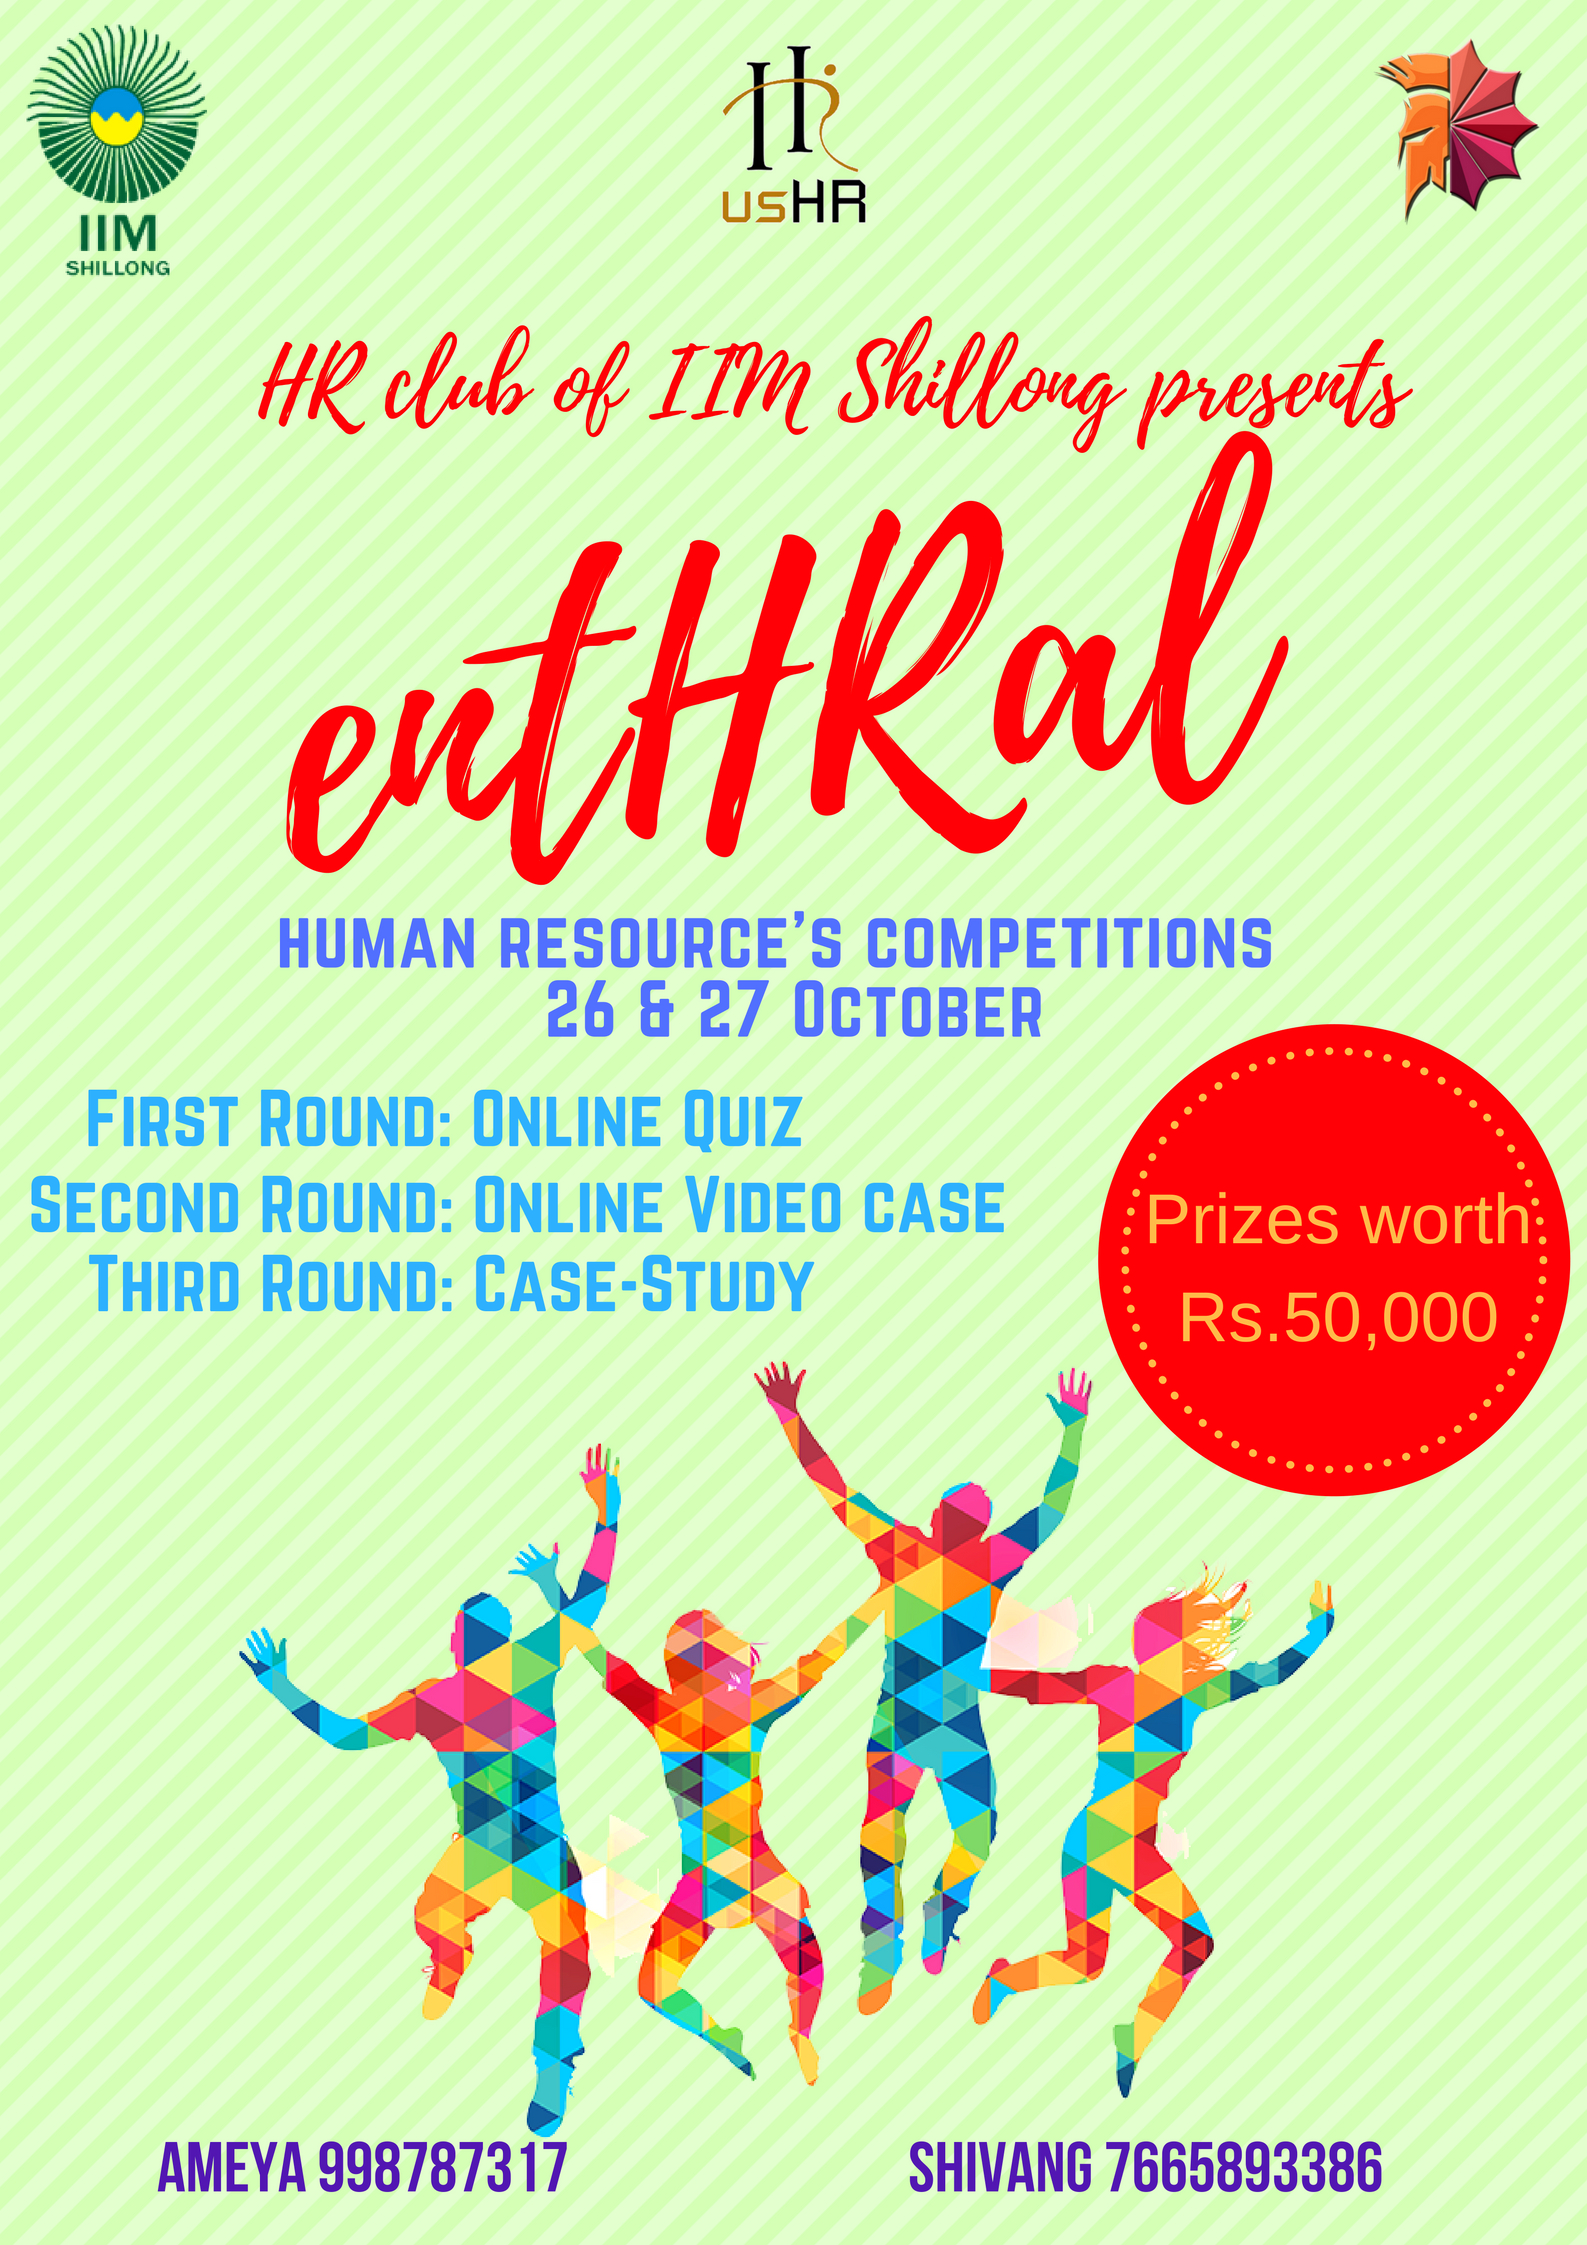 IIM
SHILLONG
HR
usHR
HR club of IIM Shillong presents
entHRal
HUMAN RESOURCE'S COMPETITIONS
26 & 27 OCTOBER
FIRST ROUND: ONLINE QUIZ
SECOND ROUND: ONLINE VIDEO CASE
THIRD ROUND: CASE-STUDY
Prizes worth
Rs.50,000
AMEYA 998787317
SHIVANG 7665893386